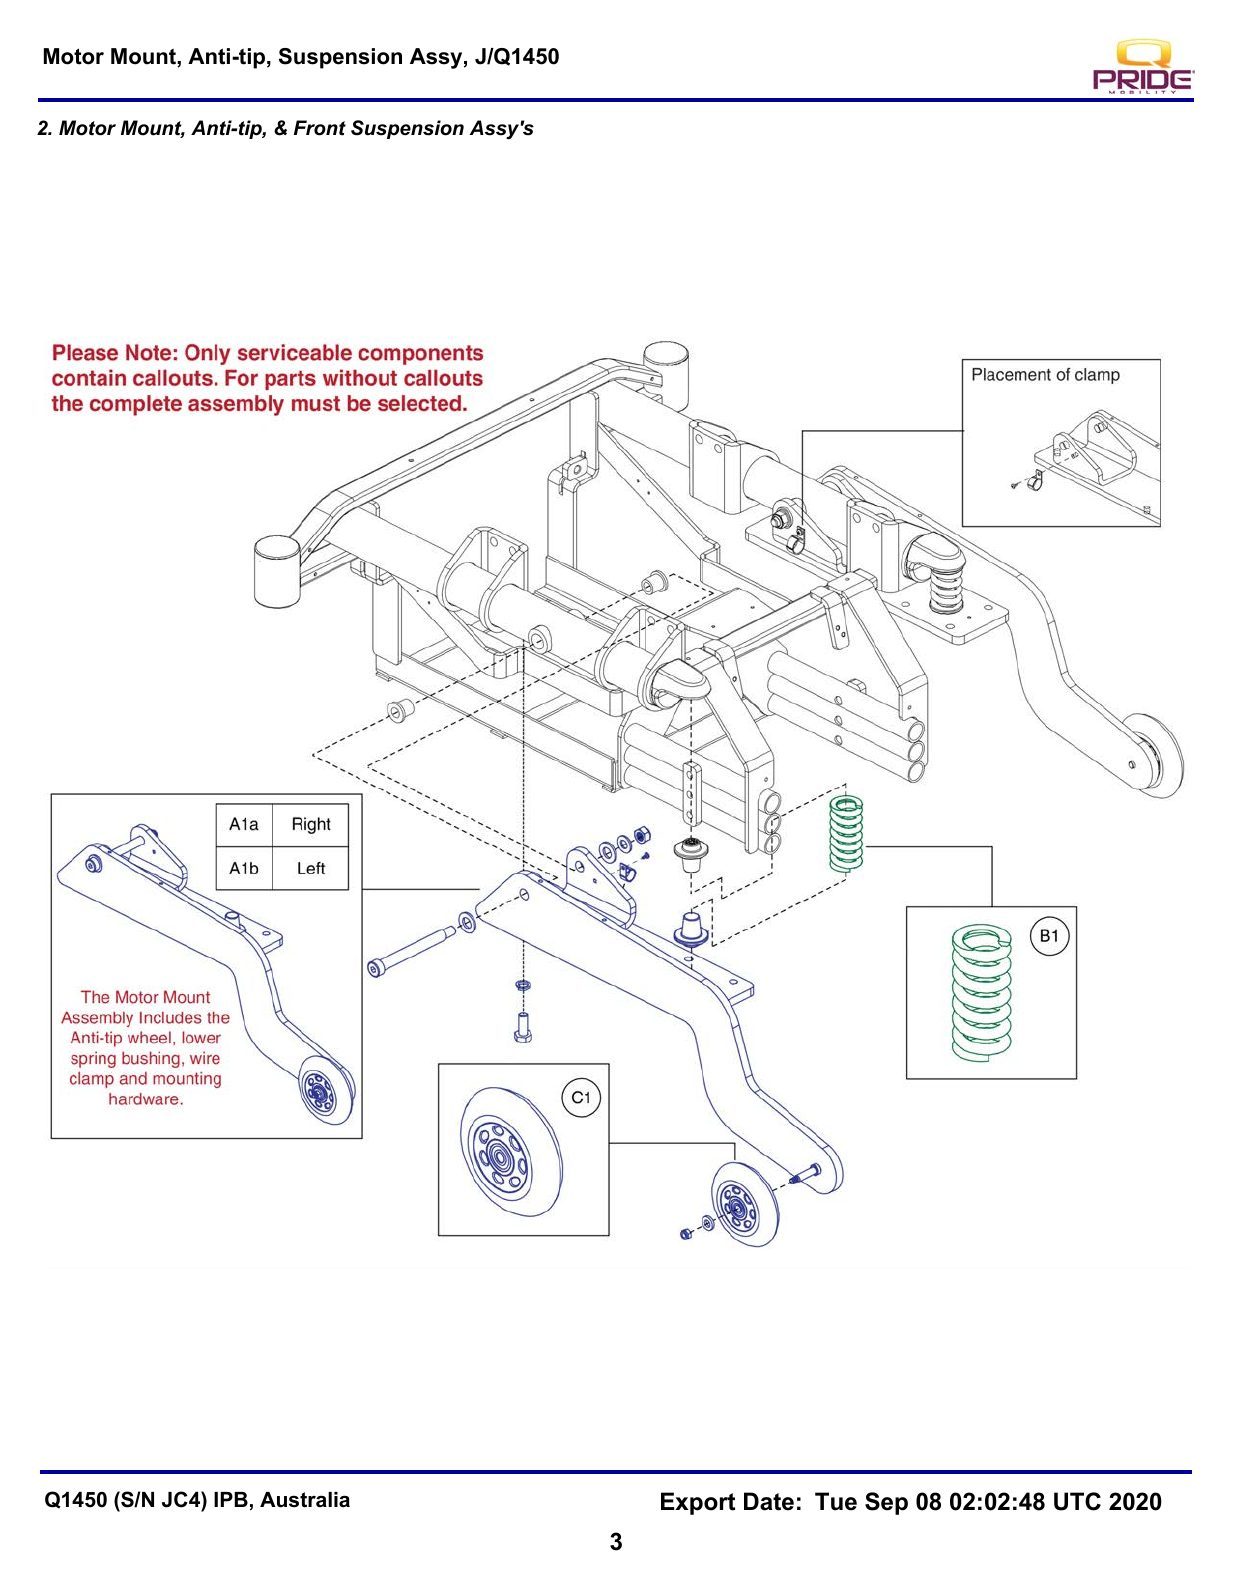 Motor Mount, Anti-tip, Suspension Assy, J/Q1450
Q
PRIDE
MOBILITY
2. Motor Mount, Anti-tip, & Front Suspension Assy's
Please Note: Only serviceable components
contain callouts. For parts without callouts
the complete assembly must be selected.
Placement of clamp
A1a Right
A1b Left
The Motor Mount
Assembly Includes the
Anti-tip wheel, lower
spring bushing, wire
clamp and mounting
hardware.
B1
C1
Q1450 (S/N JC4) IPB, Australia
Export Date: Tue Sep 08 02:02:48 UTC 2020
3